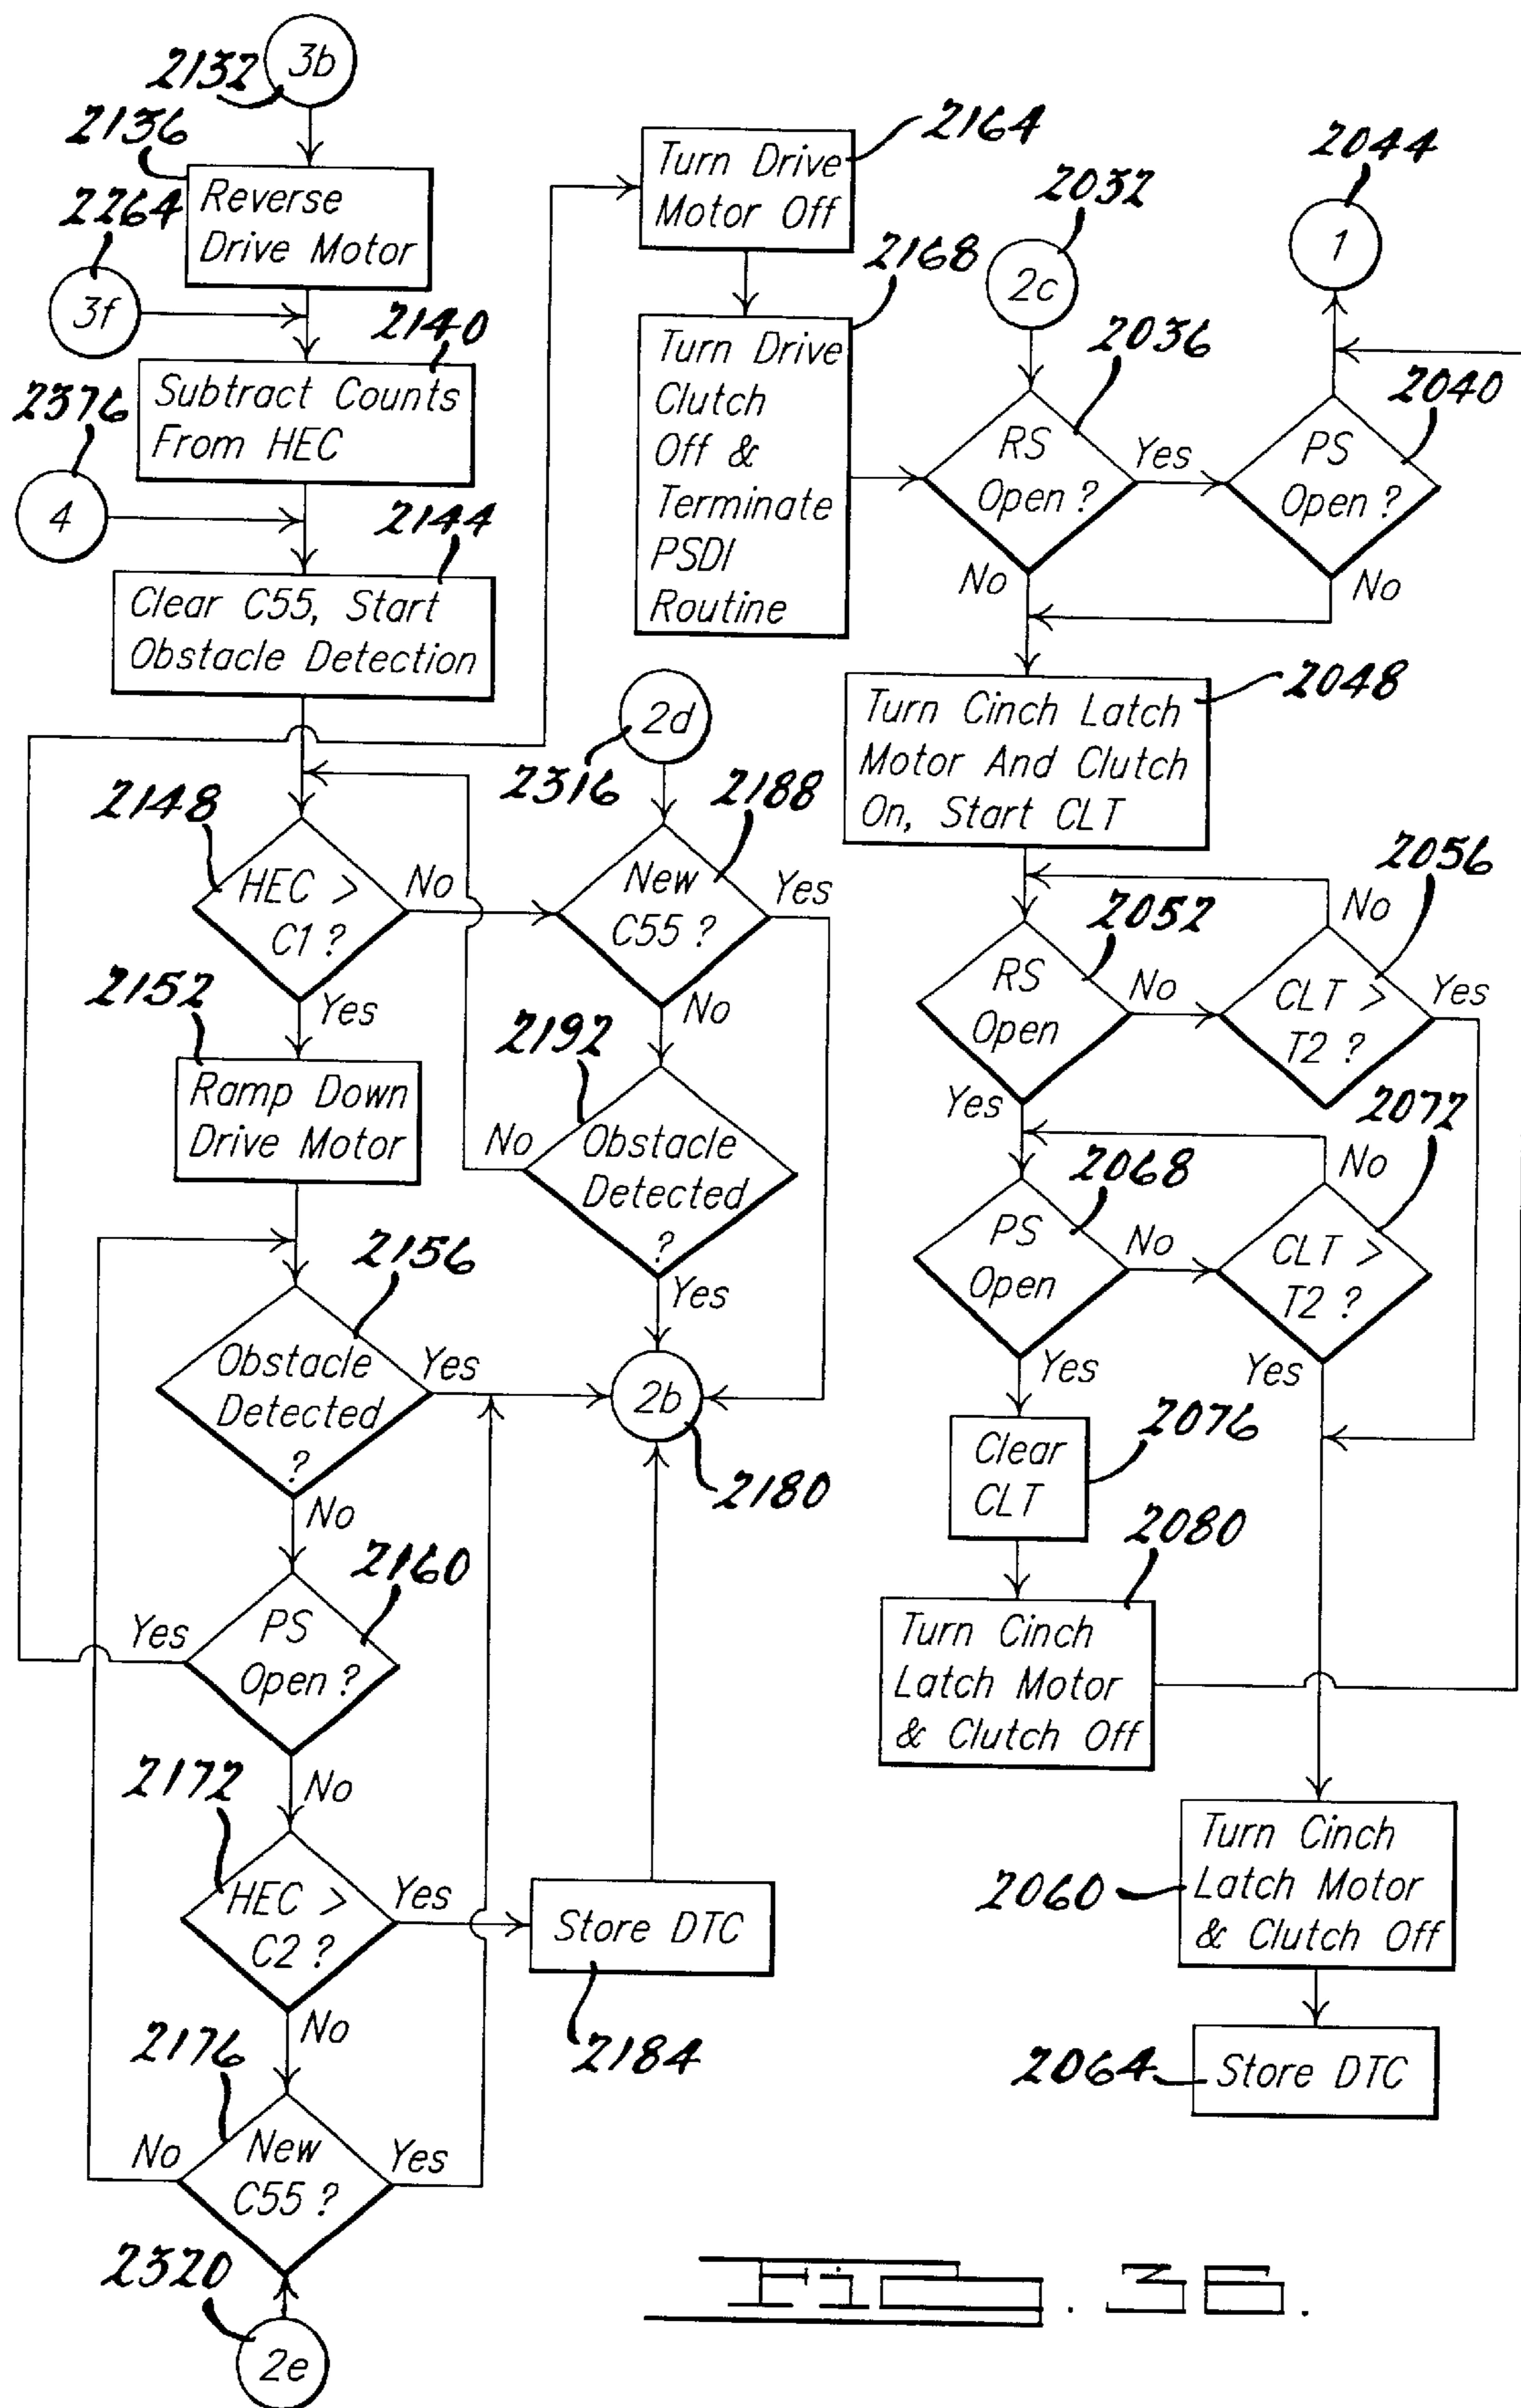 3b
2132
2136
Reverse
Drive Motor
2264
3f
2140
Subtract Counts
From HEC
2376
4
2144
Clear C55, Start
Obstacle Detection
2148
HEC >
C1 ?
No
Yes
2152
Ramp Down
Drive Motor
2156
Obstacle
Detected
?
Yes
No
2160
PS
Open ?
Yes
No
2172
HEC >
C2 ?
Yes
No
2176
New
C55 ?
No
Yes
2320
2e
2164
Turn Drive
Motor Off
2168
Turn Drive
Clutch
Off &
Terminate
PSDI
Routine
2d
2316
2188
New
C55 ?
Yes
No
2192
Obstacle
Detected
?
No
Yes
2b
2180
Store DTC
2184
2032
2c
2036
RS
Open ?
Yes
No
2044
1
2040
PS
Open ?
No
2048
Turn Cinch Latch
Motor And Clutch
On, Start CLT
2052
RS
Open
No
Yes
2056
CLT >
T2 ?
No
Yes
2068
PS
Open
No
Yes
2072
CLT >
T2 ?
No
Yes
2076
Clear
CLT
2080
Turn Cinch
Latch Motor
& Clutch Off
2060
Turn Cinch
Latch Motor
& Clutch Off
2064
Store DTC
FIG. 36.